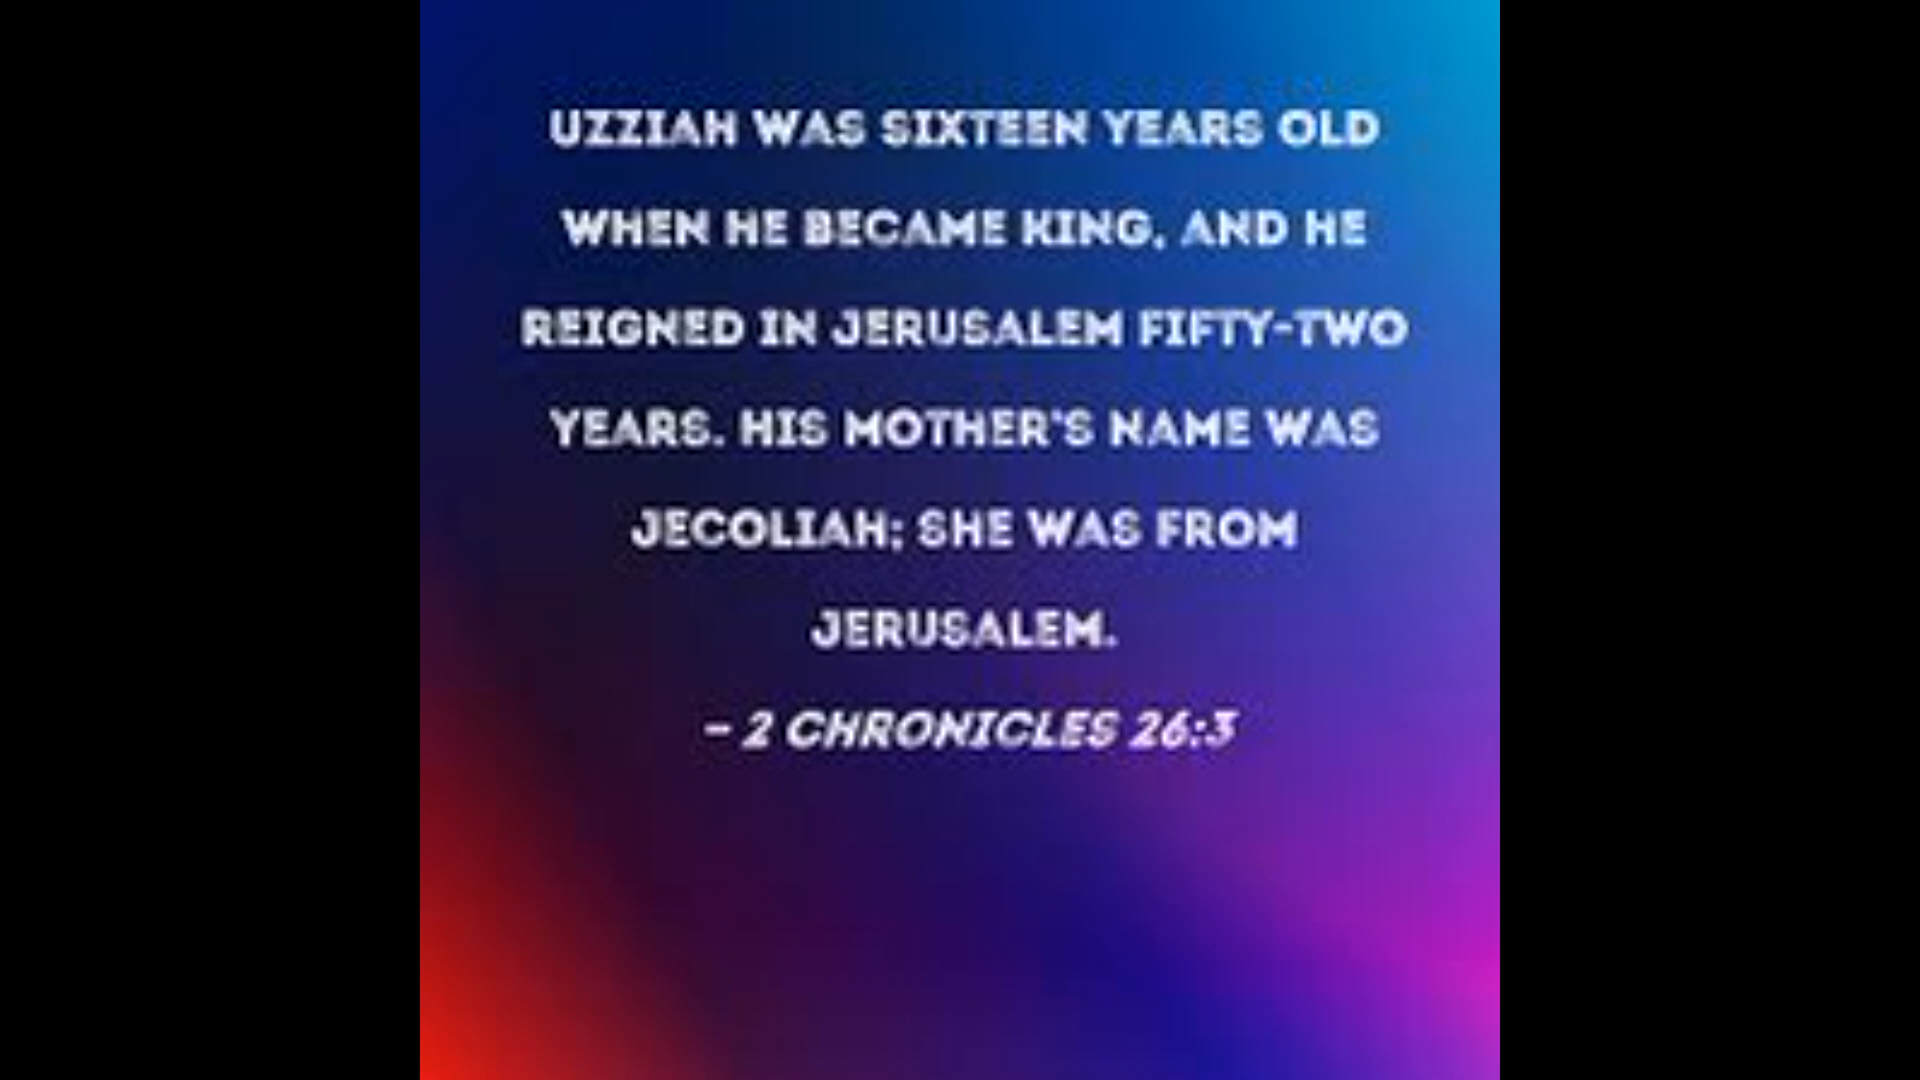 UZZIAH WAS SIXTEEN YEARS OLD
WHEN HE BECAME KING, AND HE
REIGNED IN JERUSALEM FIFTY-TWO
YEARS. HIS MOTHER'S NAME WAS
JECOLIAH; SHE WAS FROM
JERUSALEM.
– 2 CHRONICLES 26:3